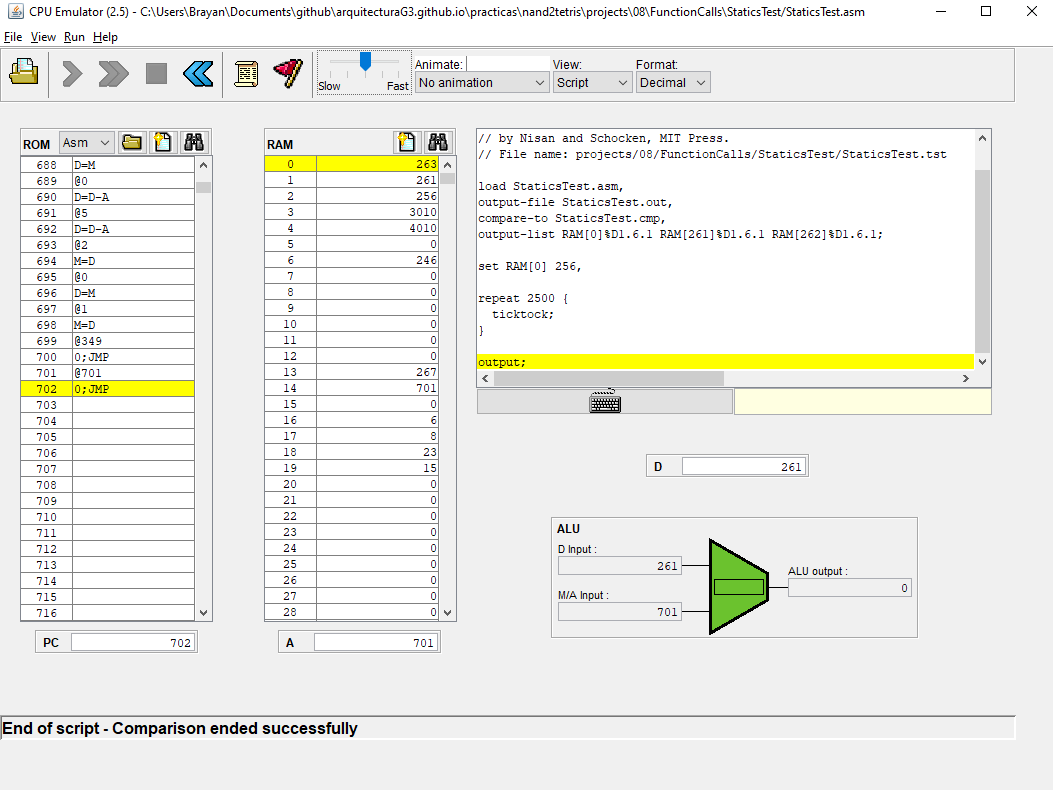 CPU Emulator (2.5) - C:\Users\Brayan\Documents\github\arquitecturaG3.github.io\practicas\nand2tetris\projects\08\FunctionCalls\StaticsTest/StaticsTest.asm
File View Run Help
Slow Fast
Animate: View: Format:
No animation Script Decimal
ROM Asm
688 D=M
689 @0
690 D=D-A
691 @5
692 D=D-A
693 @2
694 M=D
695 @0
696 D=M
697 @1
698 M=D
699 @349
700 0;JMP
701 @701
702 0;JMP
703
704
705
706
707
708
709
710
711
712
713
714
715
716
PC 702
RAM
0 263
1 261
2 256
3 3010
4 4010
5 0
6 246
7 0
8 0
9 0
10 0
11 0
12 0
13 267
14 701
15 0
16 6
17 8
18 23
19 15
20 0
21 0
22 0
23 0
24 0
25 0
26 0
27 0
28 0
A 701
// by Nisan and Schocken, MIT Press.
// File name: projects/08/FunctionCalls/StaticsTest/StaticsTest.tst
load StaticsTest.asm,
output-file StaticsTest.out,
compare-to StaticsTest.cmp,
output-list RAM[0]%D1.6.1 RAM[261]%D1.6.1 RAM[262]%D1.6.1;
set RAM[0] 256,
repeat 2500 {
ticktock;
}
output;
D 261
ALU
D Input :
261
M/A Input :
701
ALU output :
0
End of script - Comparison ended successfully